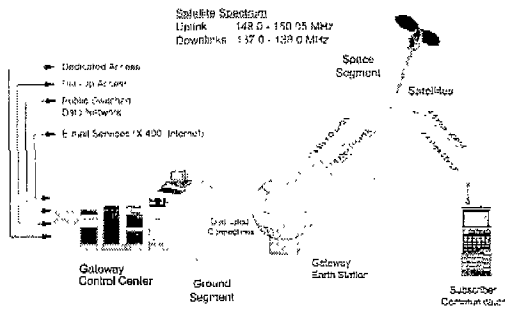 Satellite Spectrum
Uplink 148.0 - 150.05 MHz
Downlinks 137.0 - 138.0 MHz
Space
Segment
Satellites
Dedicated Access
Dial-Up Access
Public Switched
Data Network
E-mail Services (X.400, Internet)
Dedicated
Connections
Gateway
Control Center
Ground
Segment
Gateway
Earth Station
Subscriber